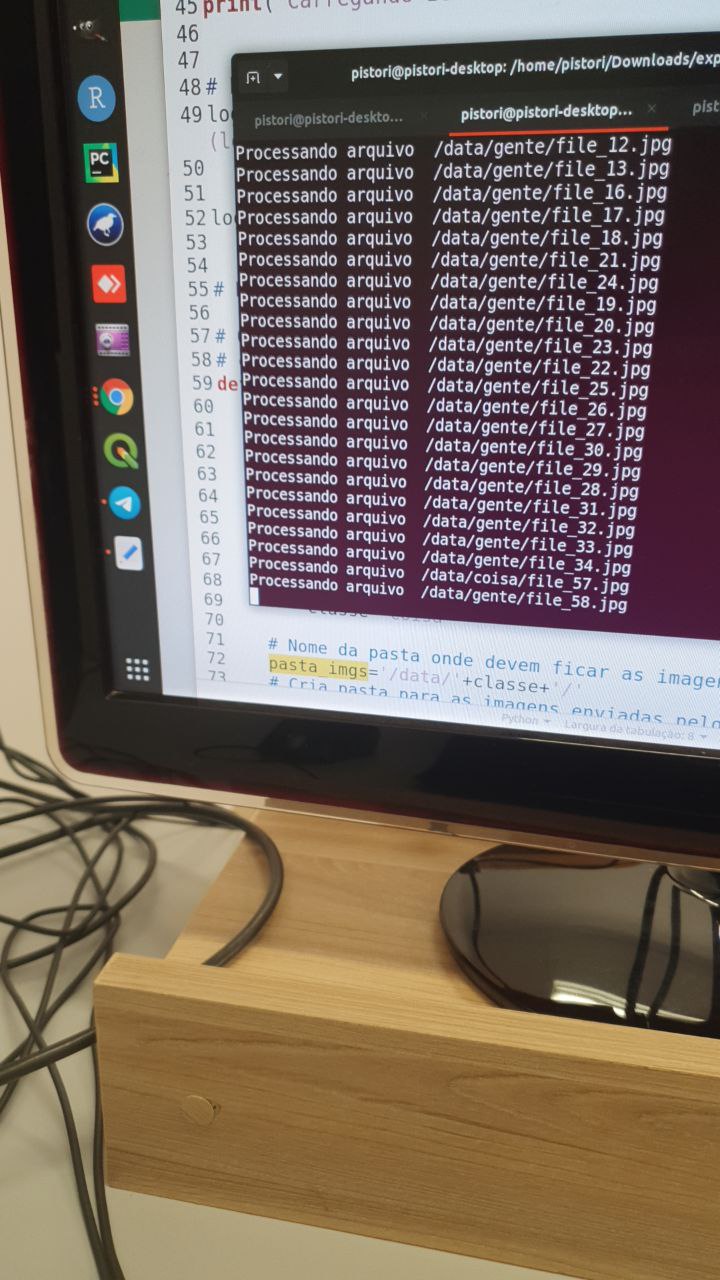 45 print("Carregando
46
47
48 #
49 lo
(l
50
51
52 lo
53
54
55 #
56
57 #
58 #
59 de
60
61
62
63
64
65
66
67
68
69
70
71 # Nome da pasta onde devem ficar as imagen
72 pasta_imgs='/data/'+classe+'/'
73 # Cria pasta para as imagens enviadas pelo
Python
Largura da tabulação: 8
pistori@pistori-desktop: /home/pistori/Downloads/exp
pistori@pistori-deskto...
pistori@pistori-desktop...
pist
Processando arquivo /data/gente/file_12.jpg
Processando arquivo /data/gente/file_13.jpg
Processando arquivo /data/gente/file_16.jpg
Processando arquivo /data/gente/file_17.jpg
Processando arquivo /data/gente/file_18.jpg
Processando arquivo /data/gente/file_21.jpg
Processando arquivo /data/gente/file_24.jpg
Processando arquivo /data/gente/file_19.jpg
Processando arquivo /data/gente/file_20.jpg
Processando arquivo /data/gente/file_23.jpg
Processando arquivo /data/gente/file_22.jpg
Processando arquivo /data/gente/file_25.jpg
Processando arquivo /data/gente/file_26.jpg
Processando arquivo /data/gente/file_27.jpg
Processando arquivo /data/gente/file_30.jpg
Processando arquivo /data/gente/file_29.jpg
Processando arquivo /data/gente/file_28.jpg
Processando arquivo /data/gente/file_31.jpg
Processando arquivo /data/gente/file_32.jpg
Processando arquivo /data/gente/file_33.jpg
Processando arquivo /data/gente/file_34.jpg
Processando arquivo /data/coisa/file_57.jpg
Processando arquivo /data/gente/file_58.jpg
R
PC